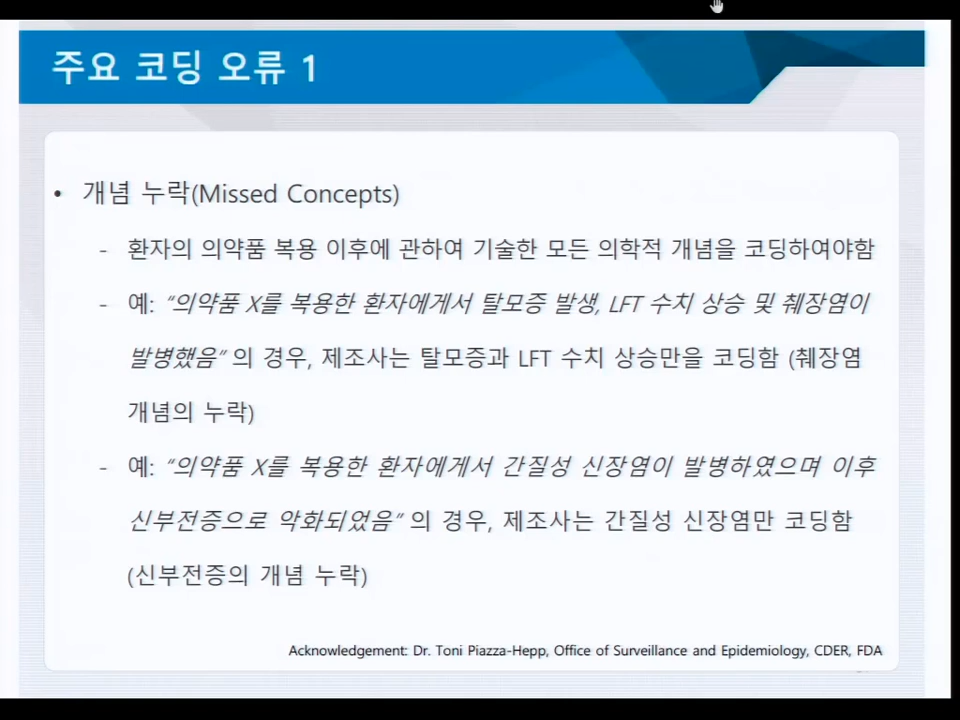 주요 코딩 오류 1
• 개념 누락(Missed Concepts)
- 환자의 의약품 복용 이후에 관하여 기술한 모든 의학적 개념을 코딩하여야함
- 예: “의약품 X를 복용한 환자에게서 탈모증 발생, LFT 수치 상승 및 췌장염이
발병했음” 의 경우, 제조사는 탈모증과 LFT 수치 상승만을 코딩함 (췌장염
개념의 누락)
- 예: “의약품 X를 복용한 환자에게서 간질성 신장염이 발병하였으며 이후
신부전증으로 악화되었음” 의 경우, 제조사는 간질성 신장염만 코딩함
(신부전증의 개념 누락)
Acknowledgement: Dr. Toni Piazza-Hepp, Office of Surveillance and Epidemiology, CDER, FDA